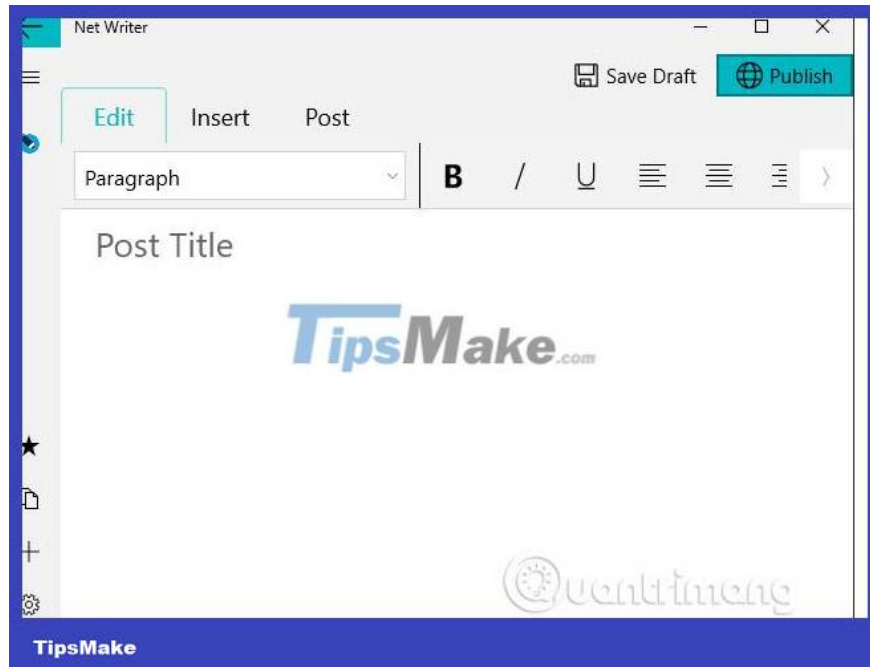 Net Writer
Save Draft Publish
Edit Insert Post
Paragraph B / U
Post Title
TipsMake.com
Quantrimang
TipsMake